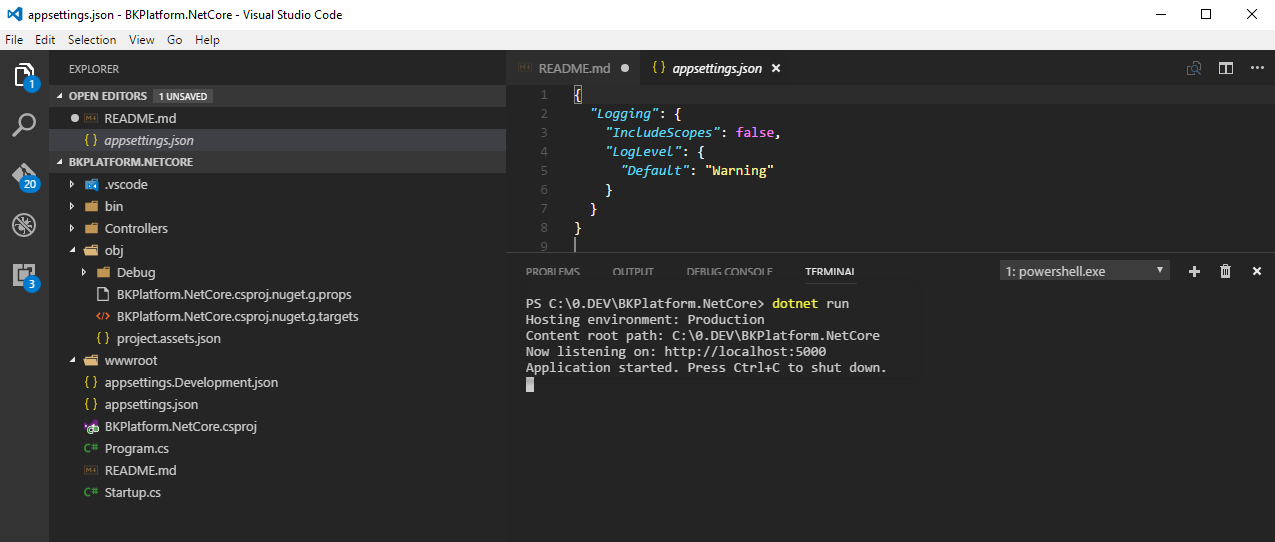 appsettings.json - BKPlatform.NetCore - Visual Studio Code
File Edit Selection View Go Help
1
20
3
EXPLORER
OPEN EDITORS 1 UNSAVED
README.md
{ } appsettings.json
BKPLATFORM.NETCORE
.vscode
bin
Controllers
obj
Debug
BKPlatform.NetCore.csproj.nuget.g.props
<> BKPlatform.NetCore.csproj.nuget.g.targets
{ } project.assets.json
wwwroot
{ } appsettings.Development.json
{ } appsettings.json
BKPlatform.NetCore.csproj
C# Program.cs
README.md
C# Startup.cs
README.md { } appsettings.json
1 {
2 "Logging": {
3 "IncludeScopes": false,
4 "LogLevel": {
5 "Default": "Warning"
6 }
7 }
8 }
9
PROBLEMS OUTPUT DEBUG CONSOLE TERMINAL 1: powershell.exe
PS C:\0.DEV\BKPlatform.NetCore> dotnet run
Hosting environment: Production
Content root path: C:\0.DEV\BKPlatform.NetCore
Now listening on: http://localhost:5000
Application started. Press Ctrl+C to shut down.